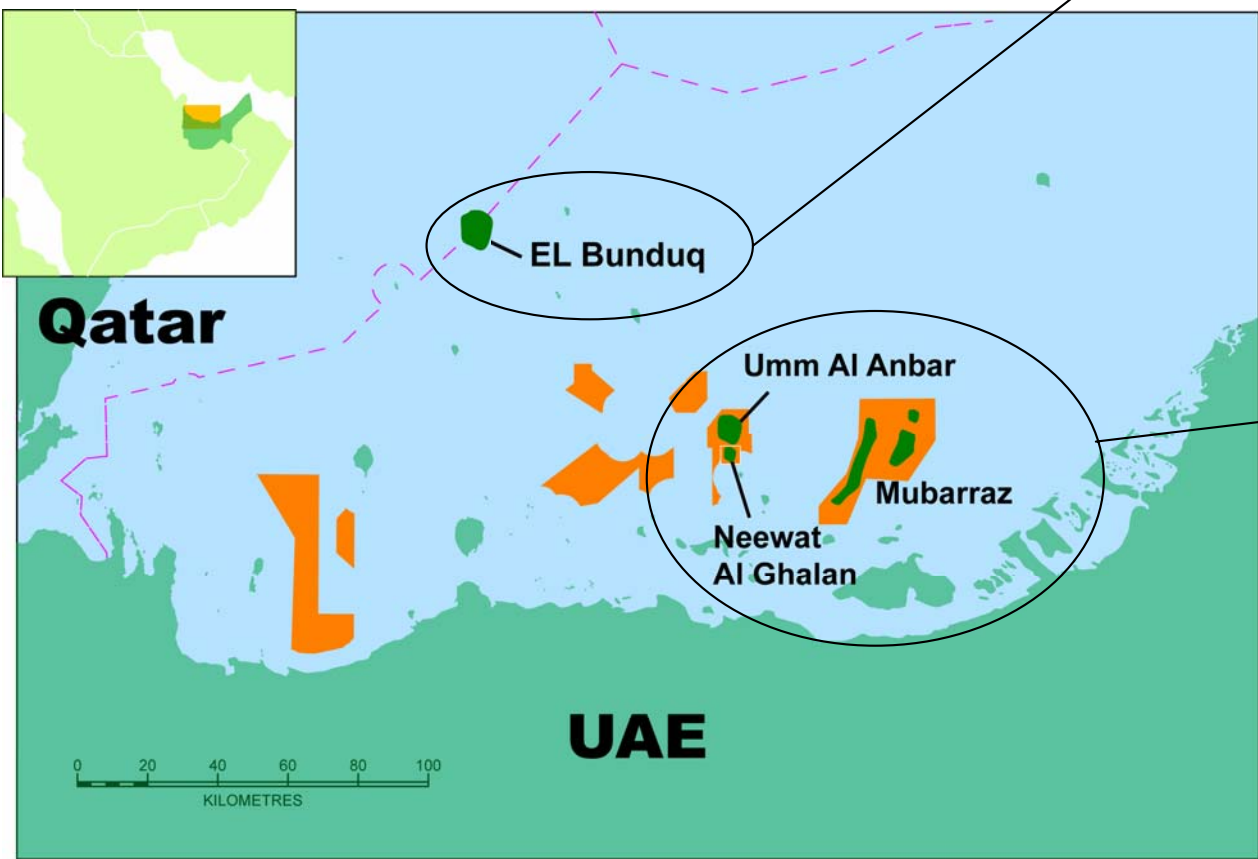 EL Bunduq
Qatar
Umm Al Anbar
Mubarraz
Neewat
Al Ghalan
UAE
0 20 40 60 80 100
KILOMETRES